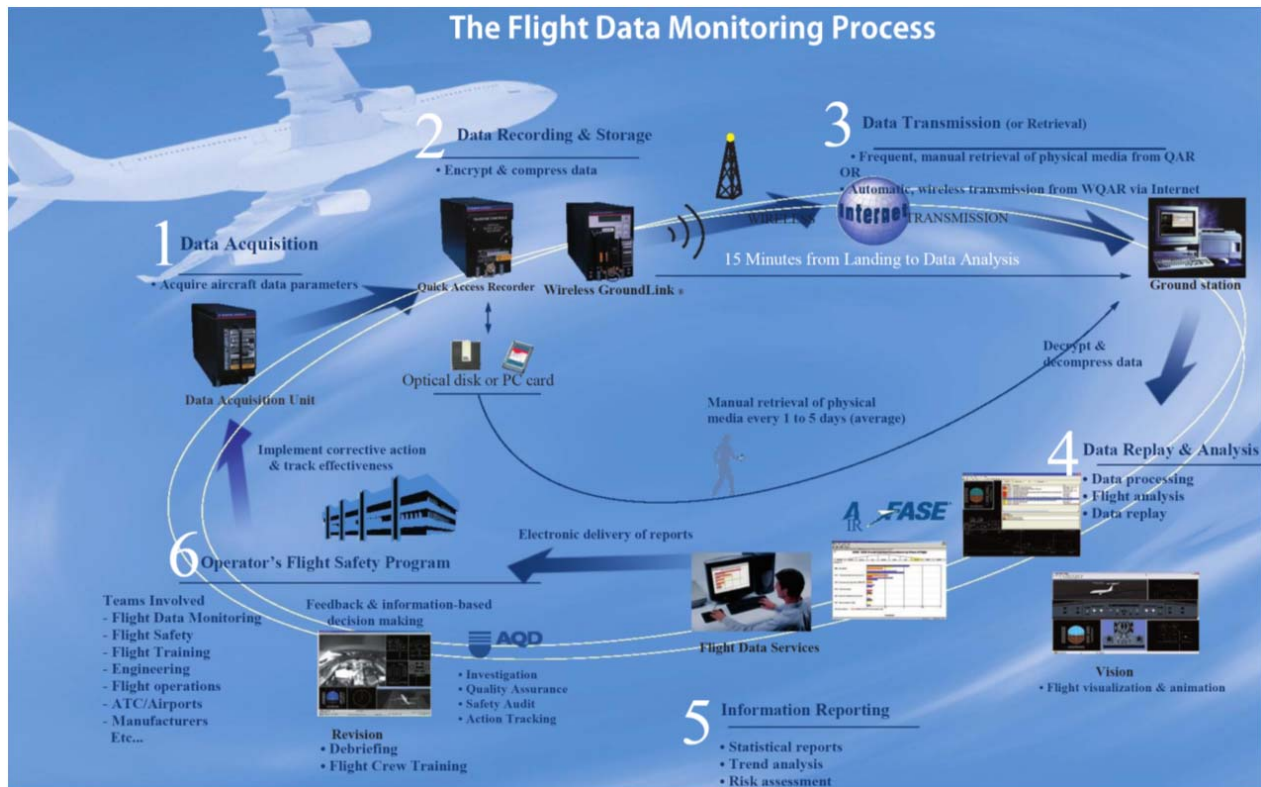 The Flight Data Monitoring Process
1 Data Acquisition
• Acquire aircraft data parameters
Data Acquisition Unit
2 Data Recording & Storage
• Encrypt & compress data
Quick Access Recorder
Wireless GroundLink ®
Optical disk or PC card
3 Data Transmission (or Retrieval)
• Frequent, manual retrieval of physical media from QAR
OR
• Automatic, wireless transmission from WQAR via Internet
WIRELESS Internet TRANSMISSION
15 Minutes from Landing to Data Analysis
Ground station
Decrypt &
decompress data
Manual retrieval of physical
media every 1 to 5 days (average)
4 Data Replay & Analysis
• Data processing
• Flight analysis
• Data replay
AIR FASE
Vision
• Flight visualization & animation
Flight Data Services
5 Information Reporting
• Statistical reports
• Trend analysis
• Risk assessment
Electronic delivery of reports
Implement corrective action
& track effectiveness
6 Operator's Flight Safety Program
Teams Involved
- Flight Data Monitoring
- Flight Safety
- Flight Training
- Engineering
- Flight operations
- ATC/Airports
- Manufacturers
Etc...
Feedback & information-based
decision making
Revision
• Debriefing
• Flight Crew Training
AQD
• Investigation
• Quality Assurance
• Safety Audit
• Action Tracking